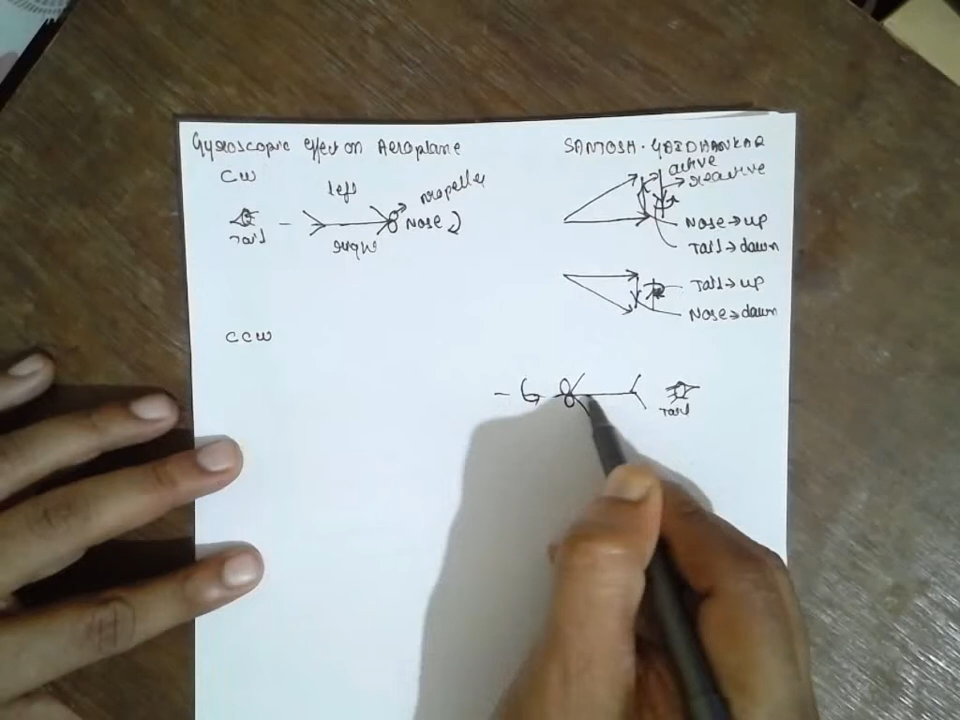 Gyroscopic effect on Aeroplane
SANTOSH. GAIDHANKAR
CW
left
propeller
Tail
Nose
right
active
reactive
Nose → up
Tail → down
Tail → up
Nose → down
CCW
Tail